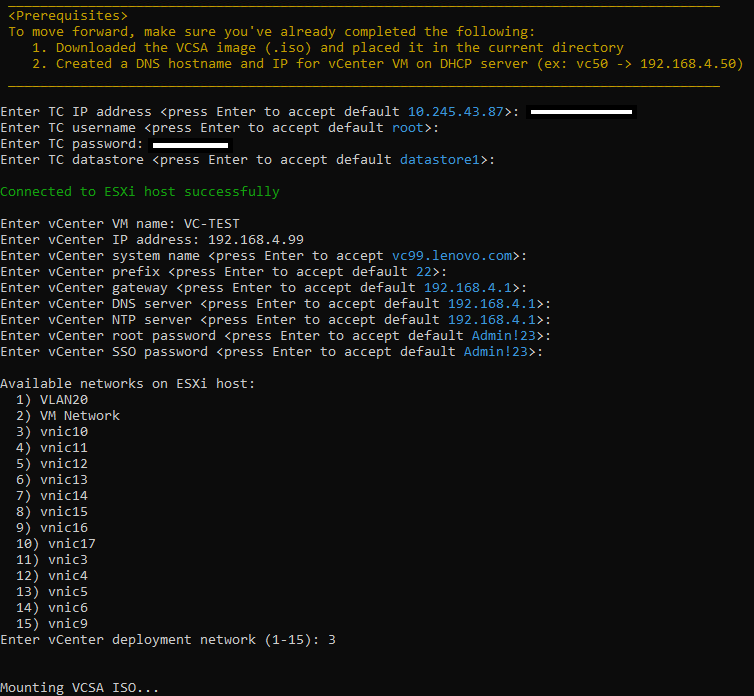 <Prerequisites>
To move forward, make sure you've already completed the following:
1. Downloaded the VCSA image (.iso) and placed it in the current directory
2. Created a DNS hostname and IP for vCenter VM on DHCP server (ex: vc50 -> 192.168.4.50)
Enter TC IP address <press Enter to accept default 10.245.43.87>:
Enter TC username <press Enter to accept default root>:
Enter TC password:
Enter TC datastore <press Enter to accept default datastore1>:
Connected to ESXi host successfully
Enter vCenter VM name: VC-TEST
Enter vCenter IP address: 192.168.4.99
Enter vCenter system name <press Enter to accept vc99.lenovo.com>:
Enter vCenter prefix <press Enter to accept default 22>:
Enter vCenter gateway <press Enter to accept default 192.168.4.1>:
Enter vCenter DNS server <press Enter to accept default 192.168.4.1>:
Enter vCenter NTP server <press Enter to accept default 192.168.4.1>:
Enter vCenter root password <press Enter to accept default Admin!23>:
Enter vCenter SSO password <press Enter to accept default Admin!23>:
Available networks on ESXi host:
1) VLAN20
2) VM Network
3) vnic10
4) vnic11
5) vnic12
6) vnic13
7) vnic14
8) vnic15
9) vnic16
10) vnic17
11) vnic3
12) vnic4
13) vnic5
14) vnic6
15) vnic9
Enter vCenter deployment network (1-15): 3
Mounting VCSA ISO...